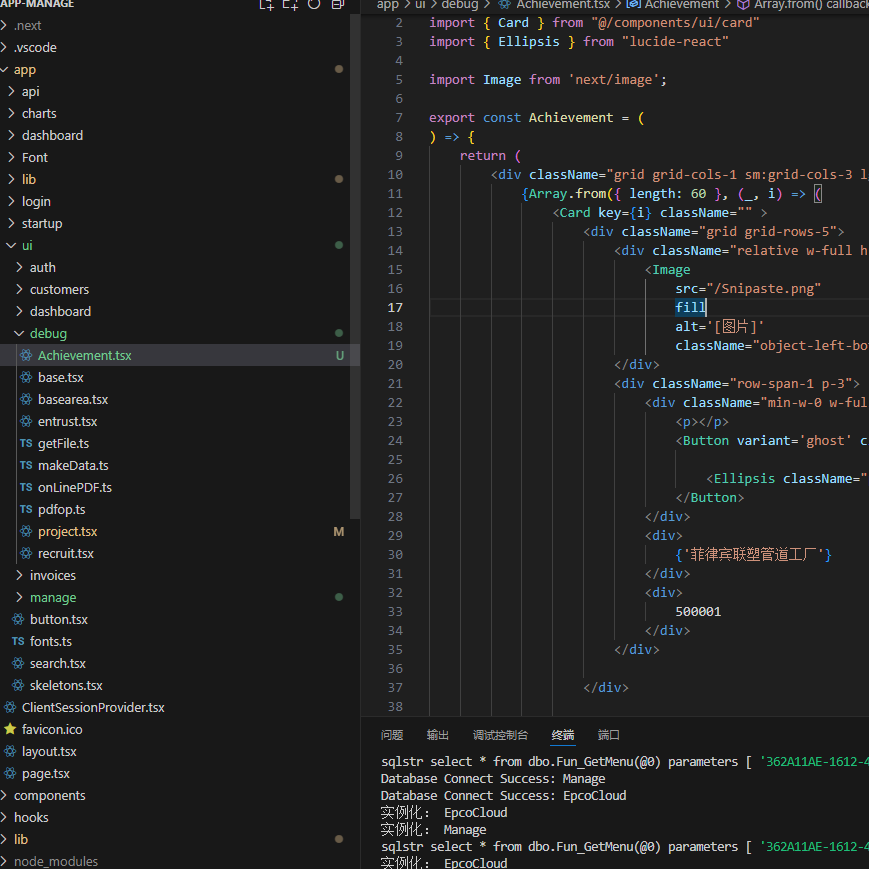 APP-MANAGE
.next
.vscode
app
api
charts
dashboard
Font
lib
login
startup
ui
auth
customers
dashboard
debug
Achievement.tsx U
base.tsx
basearea.tsx
entrust.tsx
TS getFile.ts
TS makeData.ts
TS onLinePDF.ts
TS pdfop.ts
project.tsx M
recruit.tsx
invoices
manage
button.tsx
TS fonts.ts
search.tsx
skeletons.tsx
ClientSessionProvider.tsx
favicon.ico
layout.tsx
page.tsx
components
hooks
lib
node_modules
app > ui > debug > Achievement.tsx > Achievement > Array.from() callback
2 import { Card } from "@/components/ui/card"
3 import { Ellipsis } from "lucide-react"
4
5 import Image from 'next/image';
6
7 export const Achievement = (
8 ) => {
9 return (
10 <div className="grid grid-cols-1 sm:grid-cols-3 l
11 {Array.from({ length: 60 }, (_, i) => (
12 <Card key={i} className="" >
13 <div className="grid grid-rows-5">
14 <div className="relative w-full h
15 <Image
16 src="/Snipaste.png"
17 fill
18 alt='[图片]'
19 className="object-left-bo
20 </div>
21 <div className="row-span-1 p-3">
22 <div className="min-w-0 w-ful
23 <p></p>
24 <Button variant='ghost' c
25
26 <Ellipsis className="
27 </Button>
28 </div>
29 <div>
30 {'菲律宾联塑管道工厂'}
31 </div>
32 <div>
33 500001
34 </div>
35 </div>
36
37 </div>
38
问题 输出 调试控制台 终端 端口
sqlstr select * from dbo.Fun_GetMenu(@0) parameters [ '362A11AE-1612-4
Database Connect Success: Manage
Database Connect Success: EpcoCloud
实例化： EpcoCloud
实例化： Manage
sqlstr select * from dbo.Fun_GetMenu(@0) parameters [ '362A11AE-1612-4
实例化： EpcoCloud